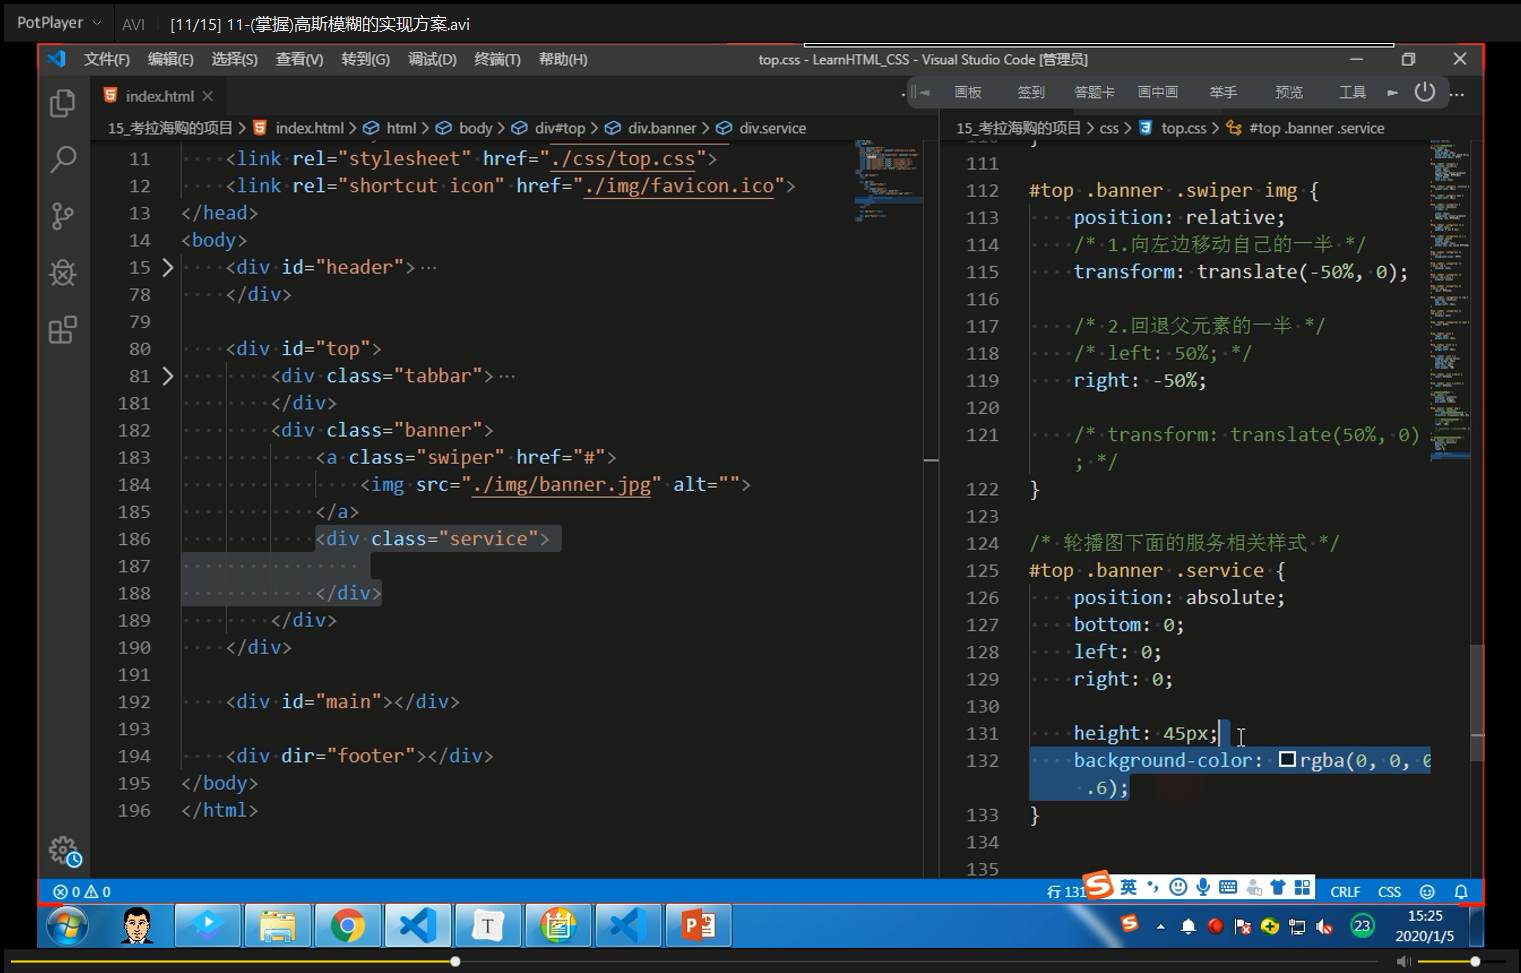 PotPlayer AVI [11/15] 11-(掌握)高斯模糊的实现方案.avi
文件(F) 编辑(E) 选择(S) 查看(V) 转到(G) 调试(D) 终端(T) 帮助(H) top.css - LearnHTML_CSS - Visual Studio Code [管理员]
index.html
画板 签到 答题卡 画中画 举手 预览 工具
15_考拉海购的项目 > index.html > html > body > div#top > div.banner > div.service
11 <link rel="stylesheet" href="./css/top.css">
12 <link rel="shortcut icon" href="./img/favicon.ico">
13 </head>
14 <body>
15 <div id="header">...
78 </div>
79
80 <div id="top">
81 <div class="tabbar">...
181 </div>
182 <div class="banner">
183 <a class="swiper" href="#">
184 <img src="./img/banner.jpg" alt="">
185 </a>
186 <div class="service">
187
188 </div>
189 </div>
190 </div>
191
192 <div id="main"></div>
193
194 <div dir="footer"></div>
195 </body>
196 </html>
15_考拉海购的项目 > css > top.css > #top .banner .service
110 }
111
112 #top .banner .swiper img {
113 position: relative;
114 /* 1.向左边移动自己的一半 */
115 transform: translate(-50%, 0);
116
117 /* 2.回退父元素的一半 */
118 /* left: 50%; */
119 right: -50%;
120
121 /* transform: translate(50%, 0)
; */
122 }
123
124 /* 轮播图下面的服务相关样式 */
125 #top .banner .service {
126 position: absolute;
127 bottom: 0;
128 left: 0;
129 right: 0;
130
131 height: 45px;
132 background-color: rgba(0, 0, 0
.6);
133 }
134
135
0 0 行 131 英 CRLF CSS
T 23 15:25
2020/1/5